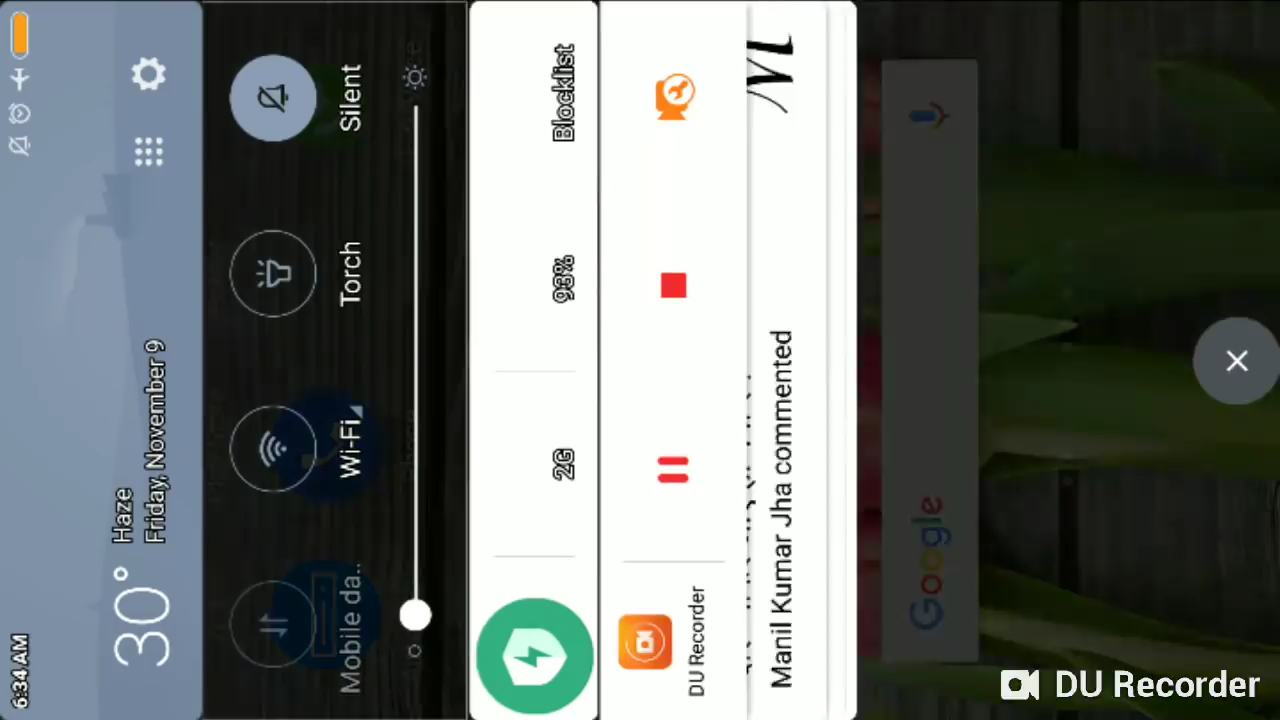 6:34 AM
30°
Haze
Friday, November 9
Mobile da..
Wi-Fi
Torch
Silent
2G
93%
Blocklist
DU Recorder
Manil Kumar Jha commented
Google
DU Recorder